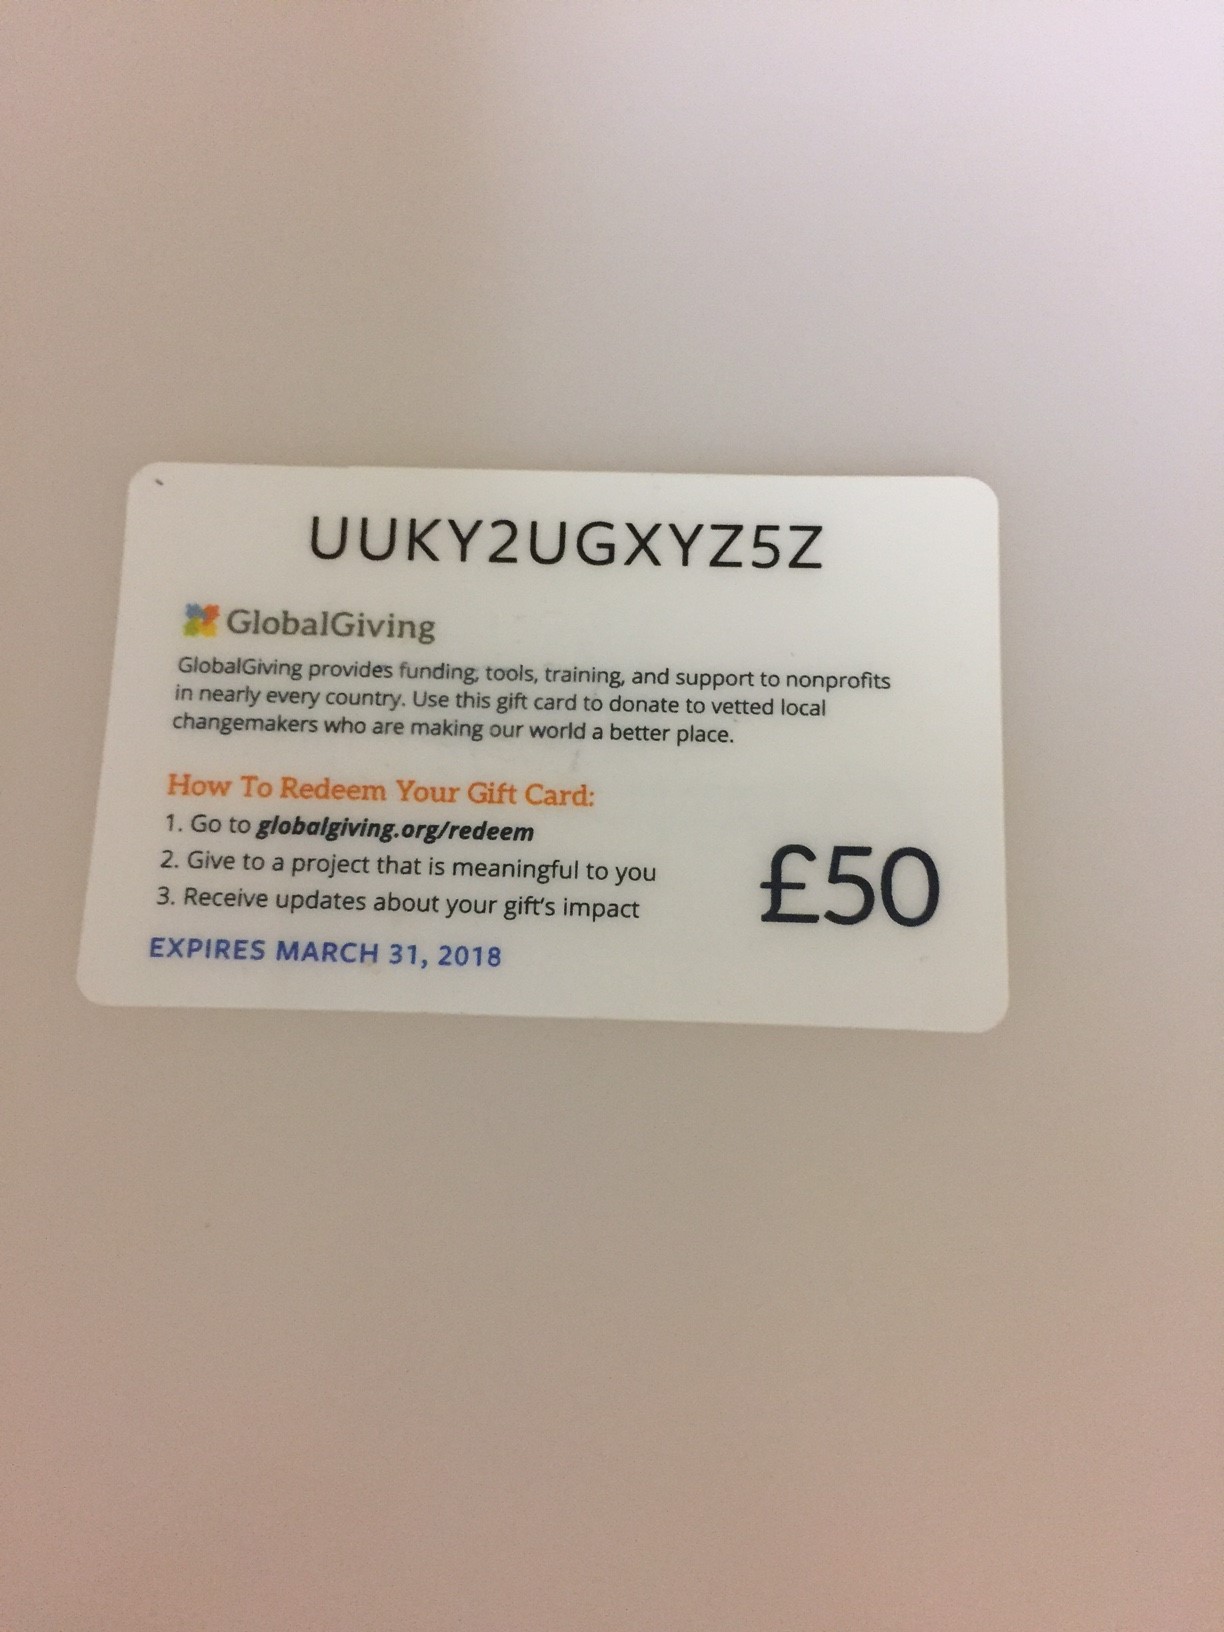 UUKY2UGXYZ5Z
GlobalGiving
GlobalGiving provides funding, tools, training, and support to nonprofits
in nearly every country. Use this gift card to donate to vetted local
changemakers who are making our world a better place.
How To Redeem Your Gift Card:
1. Go to globalgiving.org/redeem
2. Give to a project that is meaningful to you
3. Receive updates about your gift's impact
£50
EXPIRES MARCH 31, 2018